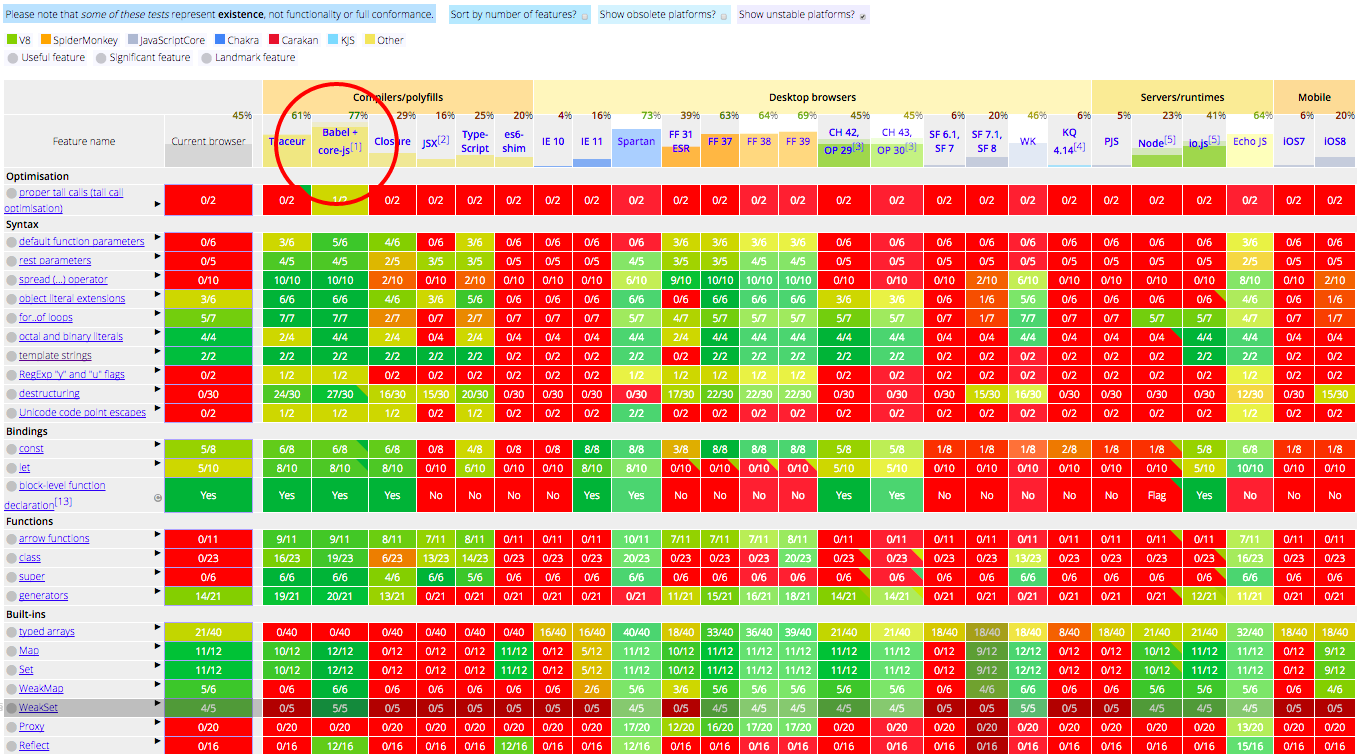 Please note that some of these tests represent existence, not functionality or full conformance. Sort by number of features? Show obsolete platforms? Show unstable platforms?
V8 SpiderMonkey JavaScriptCore Chakra Carakan KJS Other
Useful feature Significant feature Landmark feature
Compilers/polyfills Desktop browsers Servers/runtimes Mobile
45% 61% 77% 16% 25% 20% 4% 16% 73% 39% 63% 64% 69% 45% 45% 6% 20% 46% 6% 5% 23% 41% 64% 6% 20%
Feature name Current browser Traceur Babel + core-js[1] Closure JSX[2] Type-Script es6-shim IE 10 IE 11 Spartan FF 31 ESR FF 37 FF 38 FF 39 CH 42, OP 29[3] CH 43, OP 30[3] SF 6.1, SF 7 SF 7.1, SF 8 WK KQ 4.14[4] PJS Node[5] io.js[5] Echo JS iOS7 iOS8
Optimisation
proper tail calls (tail call optimisation) 0/2 0/2 1/2 0/2 0/2 0/2 0/2 0/2 0/2 0/2 0/2 0/2 0/2 0/2 0/2 0/2 0/2 0/2 0/2 0/2 0/2 0/2 0/2 0/2 0/2 0/2
Syntax
default function parameters 0/6 3/6 5/6 4/6 0/6 3/6 0/6 0/6 0/6 0/6 3/6 3/6 3/6 3/6 0/6 0/6 0/6 0/6 0/6 0/6 0/6 0/6 0/6 3/6 0/6 0/6
rest parameters 0/5 4/5 4/5 2/5 3/5 3/5 0/5 0/5 0/5 4/5 3/5 3/5 4/5 4/5 0/5 0/5 0/5 0/5 0/5 0/5 0/5 0/5 0/5 2/5 0/5 0/5
spread (...) operator 0/10 10/10 10/10 2/10 0/10 2/10 0/10 0/10 0/10 6/10 9/10 10/10 10/10 10/10 0/10 0/10 0/10 2/10 6/10 0/10 0/10 0/10 0/10 8/10 0/10 2/10
object literal extensions 3/6 6/6 6/6 4/6 3/6 5/6 0/6 0/6 0/6 6/6 0/6 6/6 6/6 6/6 3/6 3/6 0/6 1/6 5/6 0/6 0/6 0/6 0/6 4/6 0/6 1/6
for..of loops 5/7 7/7 7/7 2/7 0/7 2/7 0/7 0/7 0/7 5/7 4/7 5/7 5/7 5/7 5/7 5/7 0/7 1/7 7/7 0/7 0/7 5/7 5/7 4/7 0/7 1/7
octal and binary literals 4/4 2/4 4/4 2/4 0/4 2/4 0/4 0/4 0/4 4/4 2/4 4/4 4/4 4/4 4/4 4/4 0/4 0/4 4/4 0/4 0/4 0/4 4/4 4/4 0/4 0/4
template strings 2/2 2/2 2/2 2/2 2/2 2/2 0/2 0/2 0/2 2/2 0/2 2/2 2/2 2/2 2/2 2/2 0/2 0/2 0/2 0/2 0/2 0/2 2/2 2/2 0/2 0/2
RegExp "y" and "u" flags 0/2 1/2 1/2 0/2 0/2 0/2 0/2 0/2 0/2 1/2 1/2 1/2 1/2 1/2 0/2 0/2 0/2 0/2 0/2 0/2 0/2 0/2 0/2 1/2 0/2 0/2
destructuring 0/30 24/30 27/30 16/30 15/30 20/30 0/30 0/30 0/30 0/30 17/30 22/30 22/30 22/30 0/30 0/30 0/30 15/30 16/30 0/30 0/30 0/30 0/30 12/30 0/30 15/30
Unicode code point escapes 0/2 1/2 1/2 1/2 0/2 0/2 0/2 0/2 0/2 2/2 0/2 0/2 0/2 0/2 0/2 0/2 0/2 0/2 0/2 0/2 0/2 0/2 0/2 1/2 0/2 0/2
Bindings
const 5/8 6/8 6/8 6/8 0/8 4/8 0/8 0/8 8/8 8/8 3/8 8/8 8/8 8/8 5/8 5/8 1/8 1/8 1/8 2/8 1/8 1/8 5/8 6/8 1/8 1/8
let 5/10 8/10 8/10 8/10 0/10 6/10 0/10 0/10 8/10 8/10 0/10 0/10 0/10 0/10 5/10 5/10 0/10 0/10 0/10 0/10 0/10 0/10 5/10 10/10 0/10 0/10
block-level function declaration[13] Yes Yes Yes Yes No No No No Yes Yes No No No No Yes Yes No No No No No Flag Yes No No No
Functions
arrow functions 0/11 9/11 9/11 8/11 7/11 8/11 0/11 0/11 0/11 10/11 7/11 7/11 7/11 8/11 0/11 0/11 0/11 0/11 0/11 0/11 0/11 0/11 0/11 7/11 0/11 0/11
class 0/23 16/23 19/23 6/23 13/23 14/23 0/23 0/23 0/23 20/23 0/23 0/23 0/23 20/23 0/23 0/23 0/23 0/23 13/23 0/23 0/23 0/23 0/23 16/23 0/23 0/23
super 0/6 6/6 6/6 4/6 6/6 5/6 0/6 0/6 0/6 6/6 0/6 0/6 0/6 0/6 0/6 0/6 0/6 0/6 6/6 0/6 0/6 0/6 0/6 6/6 0/6 0/6
generators 14/21 19/21 20/21 13/21 0/21 0/21 0/21 0/21 0/21 0/21 11/21 15/21 16/21 18/21 14/21 14/21 0/21 0/21 0/21 0/21 0/21 0/21 12/21 11/21 0/21 0/21
Built-ins
typed arrays 21/40 0/40 0/40 0/40 0/40 0/40 0/40 16/40 16/40 40/40 18/40 33/40 36/40 39/40 21/40 21/40 18/40 18/40 18/40 8/40 18/40 21/40 21/40 32/40 18/40 18/40
Map 11/12 10/12 12/12 0/12 0/12 0/12 11/12 0/12 5/12 11/12 10/12 11/12 11/12 11/12 11/12 11/12 0/12 9/12 12/12 0/12 0/12 10/12 11/12 11/12 0/12 9/12
Set 11/12 10/12 12/12 0/12 0/12 0/12 11/12 0/12 5/12 11/12 10/12 11/12 11/12 11/12 11/12 11/12 0/12 9/12 12/12 0/12 0/12 10/12 11/12 11/12 0/12 9/12
WeakMap 5/6 0/6 6/6 0/6 0/6 0/6 0/6 0/6 2/6 5/6 3/6 5/6 5/6 5/6 5/6 5/6 0/6 4/6 5/6 0/6 0/6 5/6 5/6 5/6 0/6 4/6
WeakSet 4/5 0/5 5/5 0/5 0/5 0/5 0/5 0/5 0/5 4/5 0/5 4/5 4/5 4/5 4/5 4/5 0/5 0/5 5/5 0/5 0/5 4/5 4/5 4/5 0/5 0/5
Proxy 0/20 0/20 0/20 0/20 0/20 0/20 0/20 0/20 0/20 17/20 12/20 16/20 17/20 17/20 0/20 0/20 0/20 0/20 0/20 0/20 0/20 0/20 0/20 13/20 0/20 0/20
Reflect 0/16 0/16 12/16 0/16 0/16 0/16 12/16 0/16 0/16 12/16 0/16 0/16 0/16 0/16 0/16 0/16 0/16 0/16 0/16 0/16 0/16 0/16 0/16 15/16 0/16 0/16